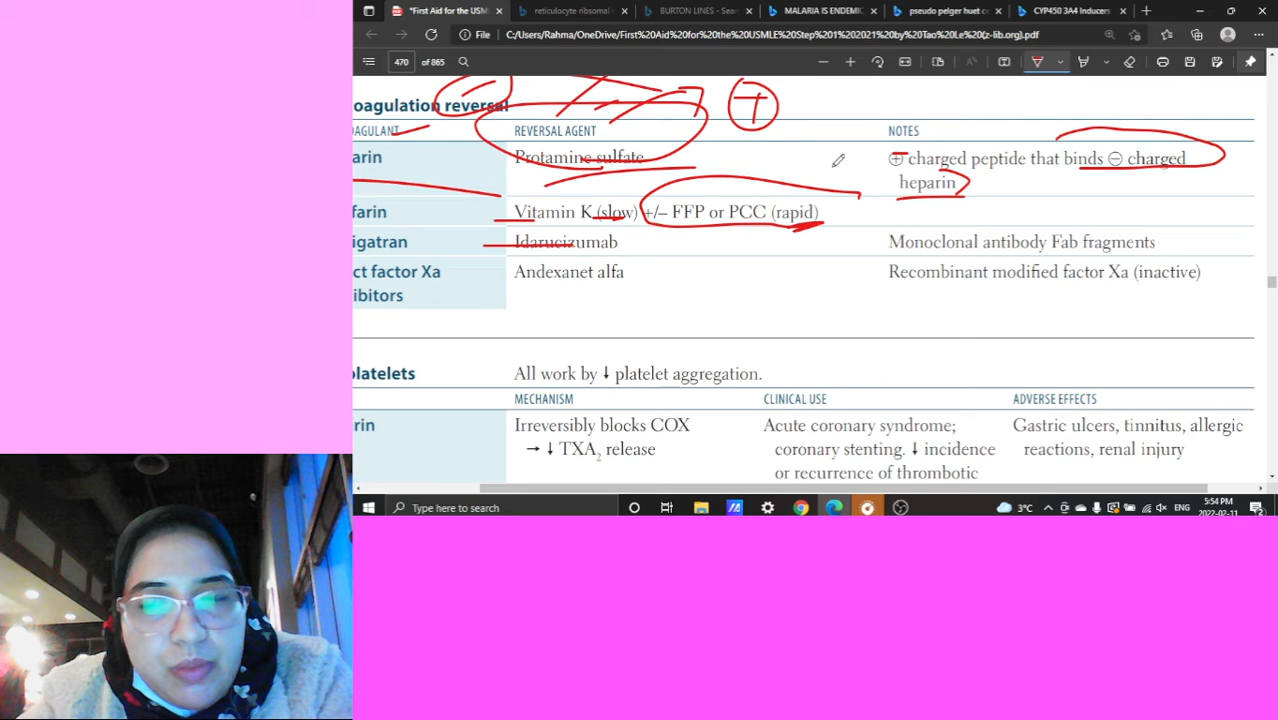 "First Aid for the USM
reticulocyte ribsomal
BURTON LINES - Sea
MALARIA IS ENDEMIC
pseudo pelger huet c
CYP450 3A4 Inducers
File
C:/Users/Rahma/OneDrive/First%20Aid%20for%20the%20USMLE%20Step%201%202021%20by%20Tao%20Le%20(z-lib.org).pdf
470 of 865
oagulation reversal
OAGULANT REVERSAL AGENT NOTES
arin Protamine sulfate ⊕ charged peptide that binds ⊖ charged
heparin
farin Vitamin K (slow) +/– FFP or PCC (rapid)
igatran Idarucizumab Monoclonal antibody Fab fragments
ct factor Xa Andexanet alfa Recombinant modified factor Xa (inactive)
ibitors
platelets All work by ↓ platelet aggregation.
MECHANISM CLINICAL USE ADVERSE EFFECTS
rin Irreversibly blocks COX Acute coronary syndrome; Gastric ulcers, tinnitus, allergic
→ ↓ TXA2 release coronary stenting. ↓ incidence reactions, renal injury
or recurrence of thrombotic
Type here to search
3°C
ENG
5:54 PM
2022-02-11